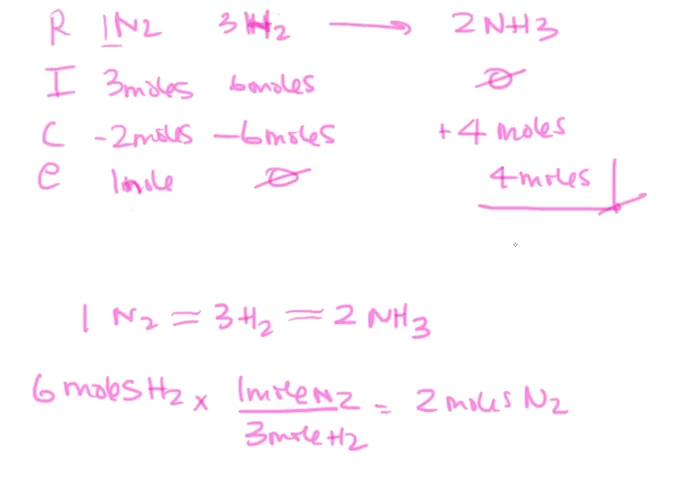 R 1N2 3H2 → 2NH3
I 3moles 6moles ∅
C -2moles -6moles +4 moles
e 1mole ∅ 4moles
1 N2 = 3H2 = 2 NH3
6 moles H2 x 1mole N2 / 3mole H2 = 2 moles N2